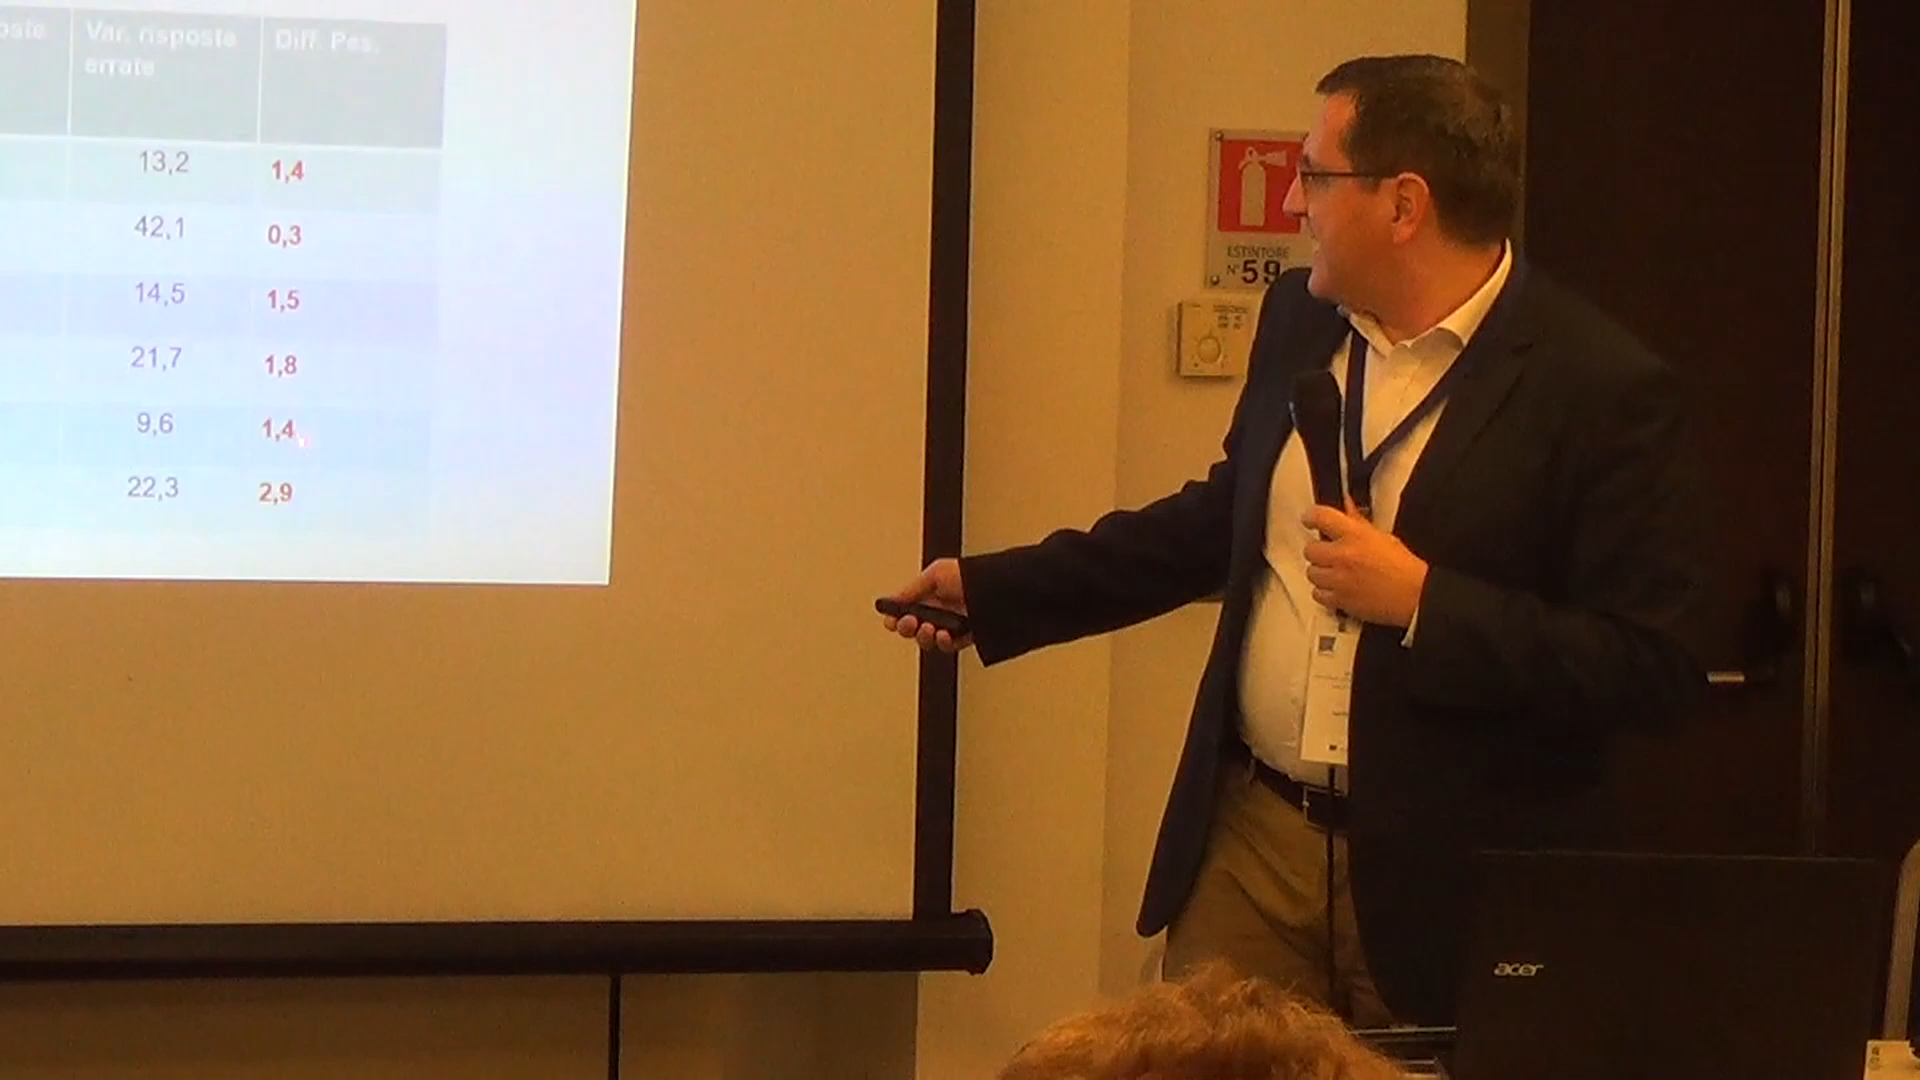 Var. risposte
errate
Diff. Pes.
13,2
1,4
42,1
0,3
14,5
1,5
21,7
1,8
9,6
1,4
22,3
2,9
ESTINTORE
N° 59
acer